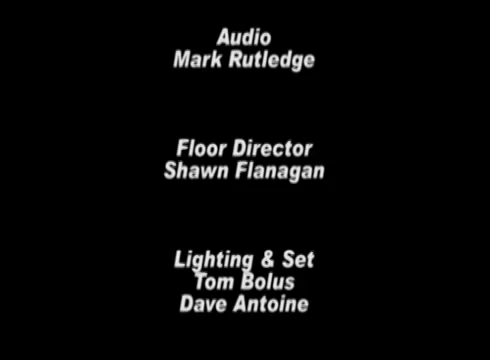 Audio
Mark Rutledge
Floor Director
Shawn Flanagan
Lighting & Set
Tom Bolus
Dave Antoine